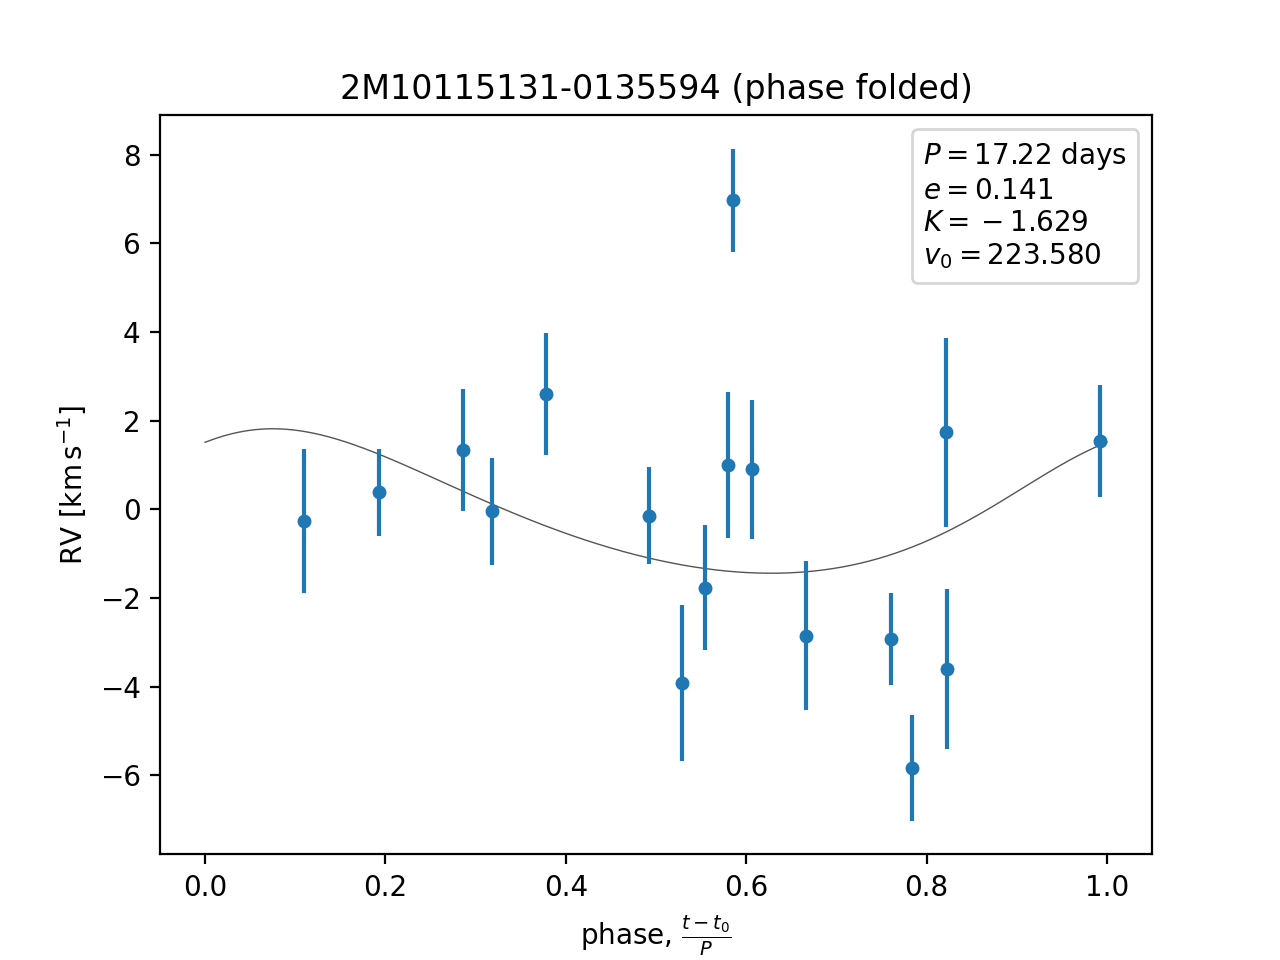 2M10115131-0135594 (phase folded)
P = 17.22 days
e = 0.141
K = −1.629
v₀ = 223.580
8
6
4
2
0
−2
−4
−6
RV [km s⁻¹]
0.0 0.2 0.4 0.6 0.8 1.0
phase, (t − t₀)/P